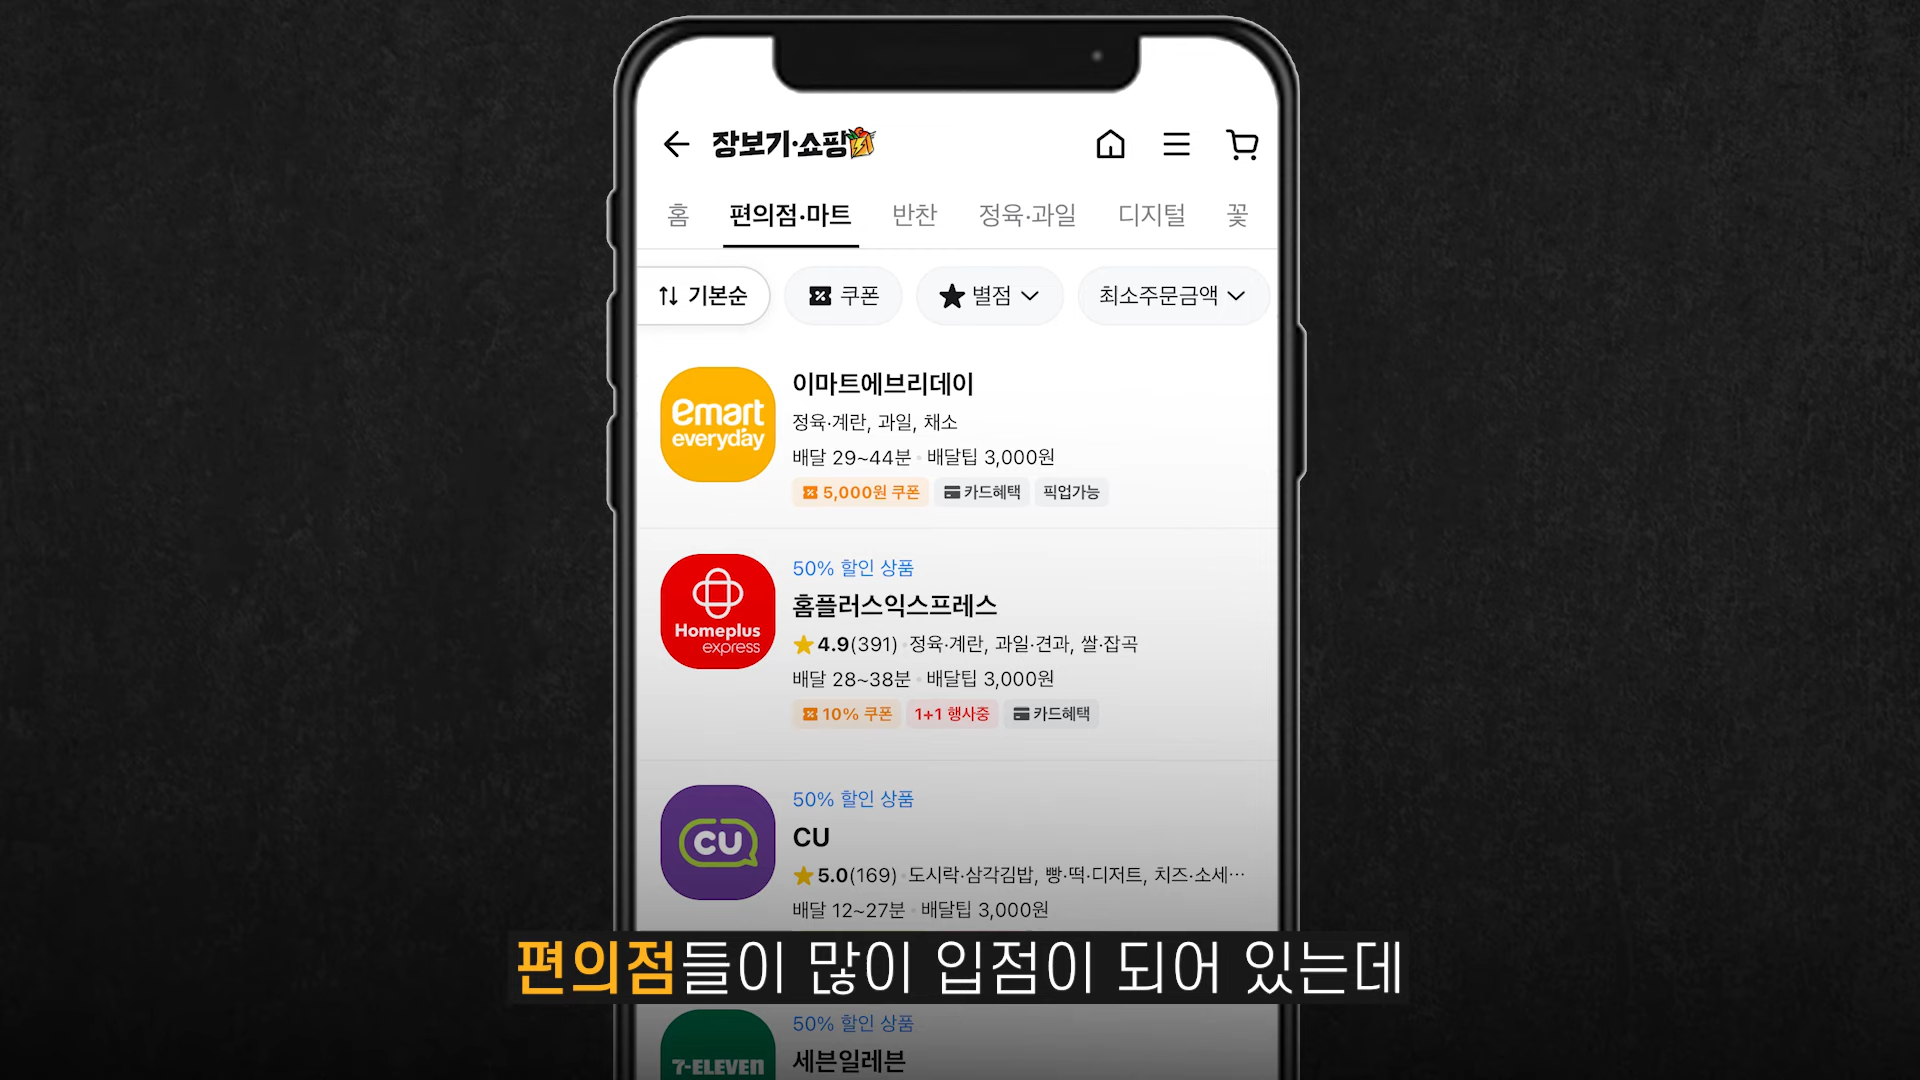 장보기·쇼핑
홈 편의점·마트 반찬 정육·과일 디지털 꽃
기본순 쿠폰 별점 최소주문금액
emart
everyday
이마트에브리데이
정육·계란, 과일, 채소
배달 29~44분 · 배달팁 3,000원
5,000원 쿠폰 카드혜택 픽업가능
Homeplus
express
50% 할인 상품
홈플러스익스프레스
4.9(391) · 정육·계란, 과일·견과, 쌀·잡곡
배달 28~38분 · 배달팁 3,000원
10% 쿠폰 1+1 행사중 카드혜택
CU
50% 할인 상품
CU
5.0(169) · 도시락·삼각김밥, 빵·떡·디저트, 치즈·소세…
배달 12~27분 · 배달팁 3,000원
편의점들이 많이 입점이 되어 있는데
7-ELEVEn
50% 할인 상품
세븐일레븐